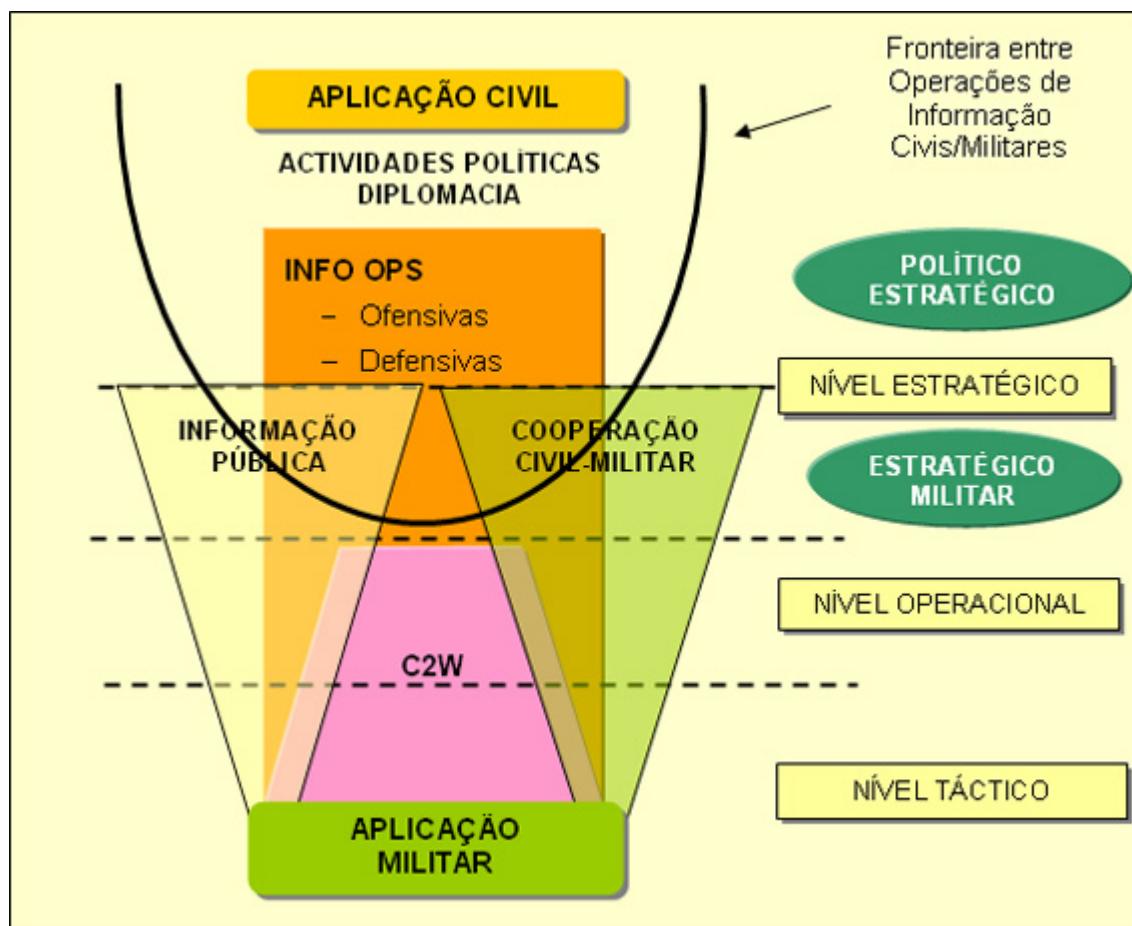 Fronteira entre
Operações de
Informação
Civis/Militares
APLICAÇÃO CIVIL
ACTIVIDADES POLÍTICAS
DIPLOMACIA
INFO OPS
– Ofensivas
– Defensivas
POLÍTICO
ESTRATÉGICO
NÍVEL ESTRATÉGICO
INFORMAÇÃO
PÚBLICA
COOPERAÇÃO
CIVIL-MILITAR
ESTRATÉGICO
MILITAR
NÍVEL OPERACIONAL
C2W
NÍVEL TÁCTICO
APLICAÇÃO
MILITAR